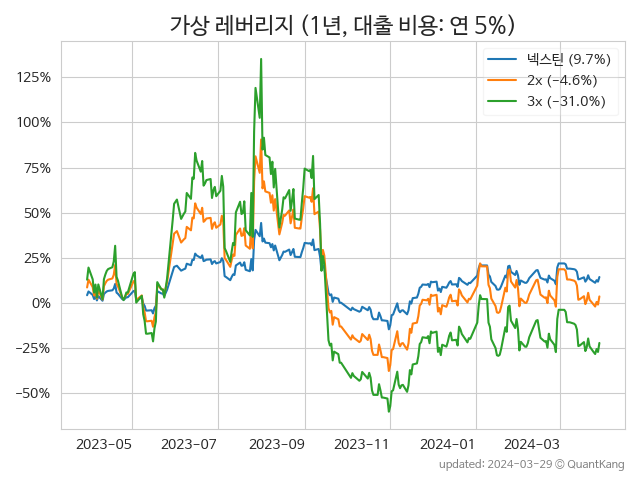 가상 레버리지 (1년, 대출 비용: 연 5%)
넥스틴 (9.7%)
2x (−4.6%)
3x (−31.0%)
125%
100%
75%
50%
25%
0%
−25%
−50%
2023-05 2023-07 2023-09 2023-11 2024-01 2024-03
updated: 2024-03-29 © QuantKang